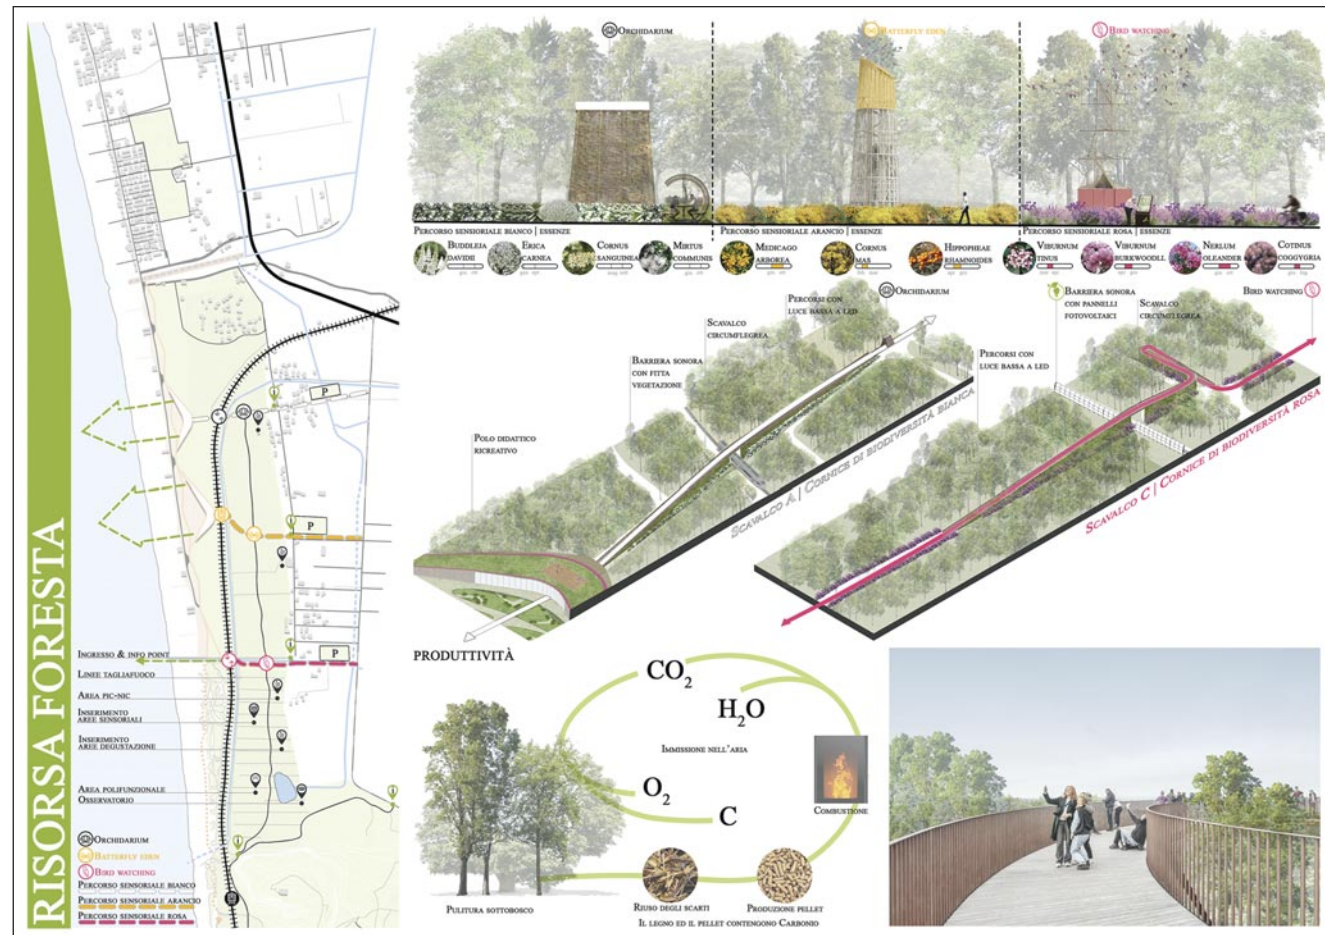 RISORSA FORESTA
P
P
P
Ingresso & info point
Linee tagliafuoco
Area pic-nic
Inserimento
aree sensoriali
Inserimento
aree degustazione
Area polifunzionale
Osservatorio
Orchidarium
Batterfly eden
Bird watching
Percorso sensoriale bianco
Percorso sensoriale arancio
Percorso sensoriale rosa
Orchidarium
Batterfly eden
Bird watching
Percorso sensoriale bianco | essenze
Percorso sensoriale arancio | essenze
Percorso sensoriale rosa | essenze
Buddleja
davidii
Erica
carnea
Cornus
sanguinea
Mirtus
communis
Medicago
arborea
Cornus
mas
Hippopheae
rhamnoides
Viburnum
tinus
Viburnum
burkwoodll
Nerlum
oleander
Cotinus
coggygria
Polo didattico
ricreativo
Barriera sonora
con fitta
vegetazione
Scavalco
circumflegrea
Percorsi con
luce bassa a led
Orchidarium
Scavalco A | Cornice di biodiversità bianca
Percorsi con
luce bassa a led
Barriera sonora
con pannelli
fotovoltaici
Scavalco
circumflegrea
Bird watching
Scavalco C | Cornice di biodiversità rosa
PRODUTTIVITÀ
CO2
H2O
Immissione nell'aria
O2
C
Combustione
Pulitura sottobosco
Riuso degli scarti
Produzione pellet
Il legno ed il pellet contengono Carbonio